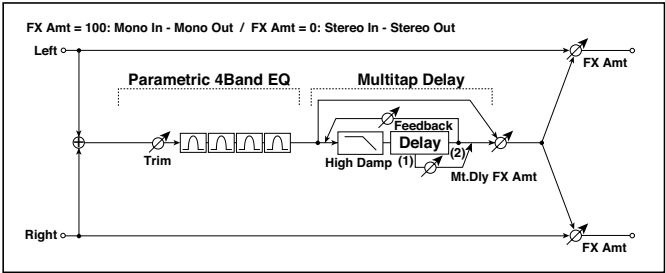 FX Amt = 100: Mono In - Mono Out / FX Amt = 0: Stereo In - Stereo Out
Left
FX Amt
Parametric 4Band EQ
Multitap Delay
Feedback
Trim
High Damp
Delay
(1)
(2)
Mt.Dly FX Amt
Right
FX Amt